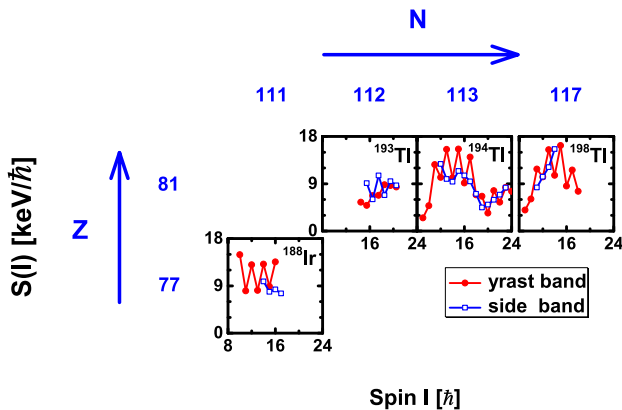 N
111 112 113 117
S(I) [keV/ℏ]
Z
81
77
18
9
0
¹⁹³Tl ¹⁹⁴Tl ¹⁹⁸Tl
16 16 24 16 24
18
9
0
¹⁸⁸Ir
8 16 24
yrast band
side band
Spin I [ℏ]